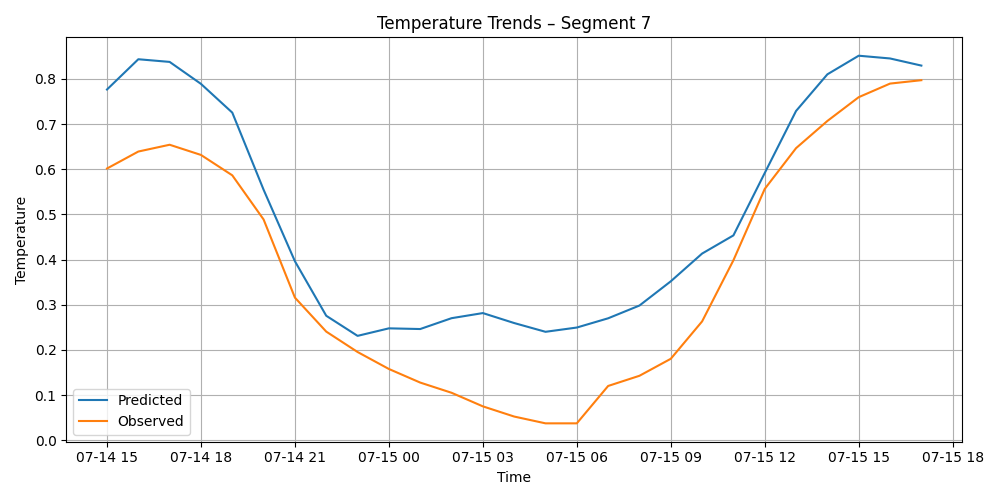 Temperature Trends – Segment 7
Temperature
0.8
0.7
0.6
0.5
0.4
0.3
0.2
0.1
0.0
Predicted
Observed
07-14 15 07-14 18 07-14 21 07-15 00 07-15 03 07-15 06 07-15 09 07-15 12 07-15 15 07-15 18
Time